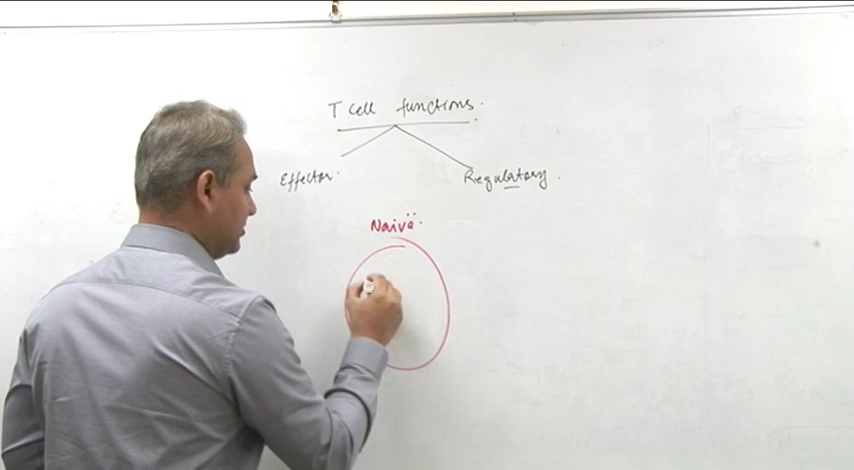 T cell functions.
Effector.
Regulatory.
Naive.